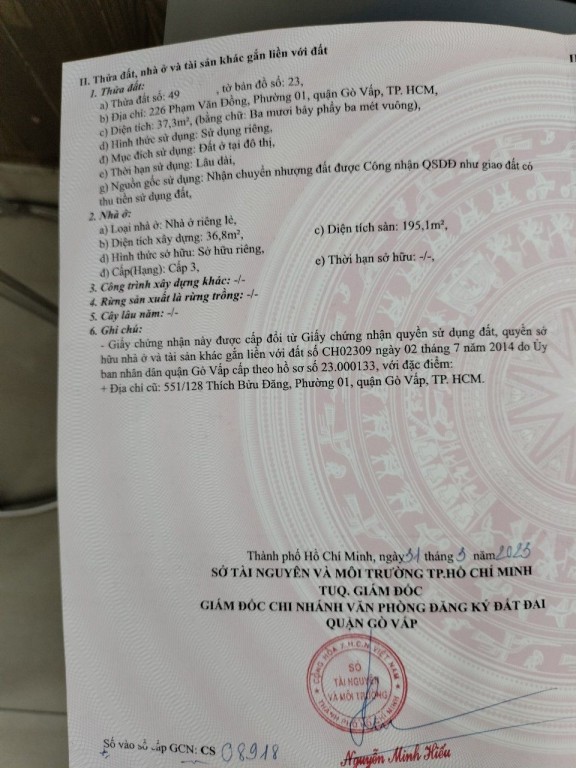 II. Thửa đất, nhà ở và tài sản khác gắn liền với đất
1. Thửa đất:
a) Thửa đất số: 49 , tờ bản đồ số: 23,
b) Địa chỉ: 226 Phạm Văn Đồng, Phường 01, quận Gò Vấp, TP. HCM,
c) Diện tích: 37,3m², (bằng chữ: Ba mươi bảy phẩy ba mét vuông),
d) Hình thức sử dụng: Sử dụng riêng,
đ) Mục đích sử dụng: Đất ở tại đô thị,
e) Thời hạn sử dụng: Lâu dài,
g) Nguồn gốc sử dụng: Nhận chuyển nhượng đất được Công nhận QSDĐ như giao đất có
thu tiền sử dụng đất,
2. Nhà ở:
a) Loại nhà ở: Nhà ở riêng lẻ,
b) Diện tích xây dựng: 36,8m², c) Diện tích sàn: 195,1m²,
d) Hình thức sở hữu: Sở hữu riêng,
đ) Cấp(Hạng): Cấp 3, e) Thời hạn sở hữu: -/-,
3. Công trình xây dựng khác: -/-
4. Rừng sản xuất là rừng trồng: -/-
5. Cây lâu năm: -/-
6. Ghi chú:
- Giấy chứng nhận này được cấp đổi từ Giấy chứng nhận quyền sử dụng đất, quyền sở
hữu nhà ở và tài sản khác gắn liền với đất số CH02309 ngày 02 tháng 7 năm 2014 do Ủy
ban nhân dân quận Gò Vấp cấp theo hồ sơ số 23.000133, với đặc điểm:
+ Địa chỉ cũ: 551/128 Thích Bửu Đăng, Phường 01, quận Gò Vấp, TP. HCM.
Thành phố Hồ Chí Minh, ngày 31 tháng 3 năm 2023
SỞ TÀI NGUYÊN VÀ MÔI TRƯỜNG TP.HỒ CHÍ MINH
TUQ. GIÁM ĐỐC
GIÁM ĐỐC CHI NHÁNH VĂN PHÒNG ĐĂNG KÝ ĐẤT ĐAI
QUẬN GÒ VẤP
CỘNG HÒA X.H.C.N VIỆT NAM
SỞ
TÀI NGUYÊN
VÀ MÔI TRƯỜNG
THÀNH PHỐ HỒ CHÍ MINH
Số vào sổ cấp GCN: CS 08918
Nguyễn Minh Hiếu